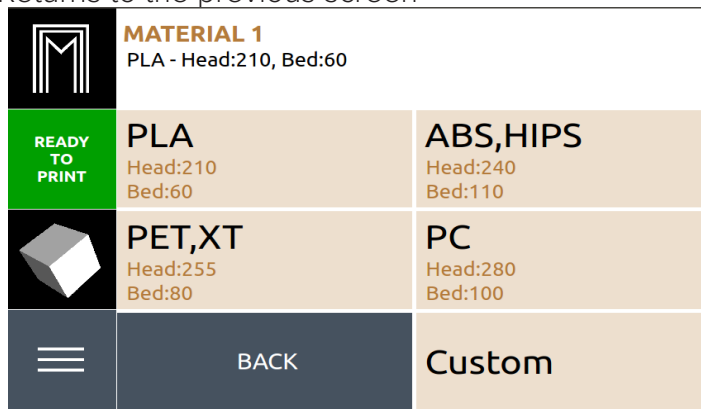 Returns to the previous screen
MATERIAL 1
PLA - Head:210, Bed:60
READY
TO
PRINT
PLA
Head:210
Bed:60
ABS,HIPS
Head:240
Bed:110
PET,XT
Head:255
Bed:80
PC
Head:280
Bed:100
BACK
Custom